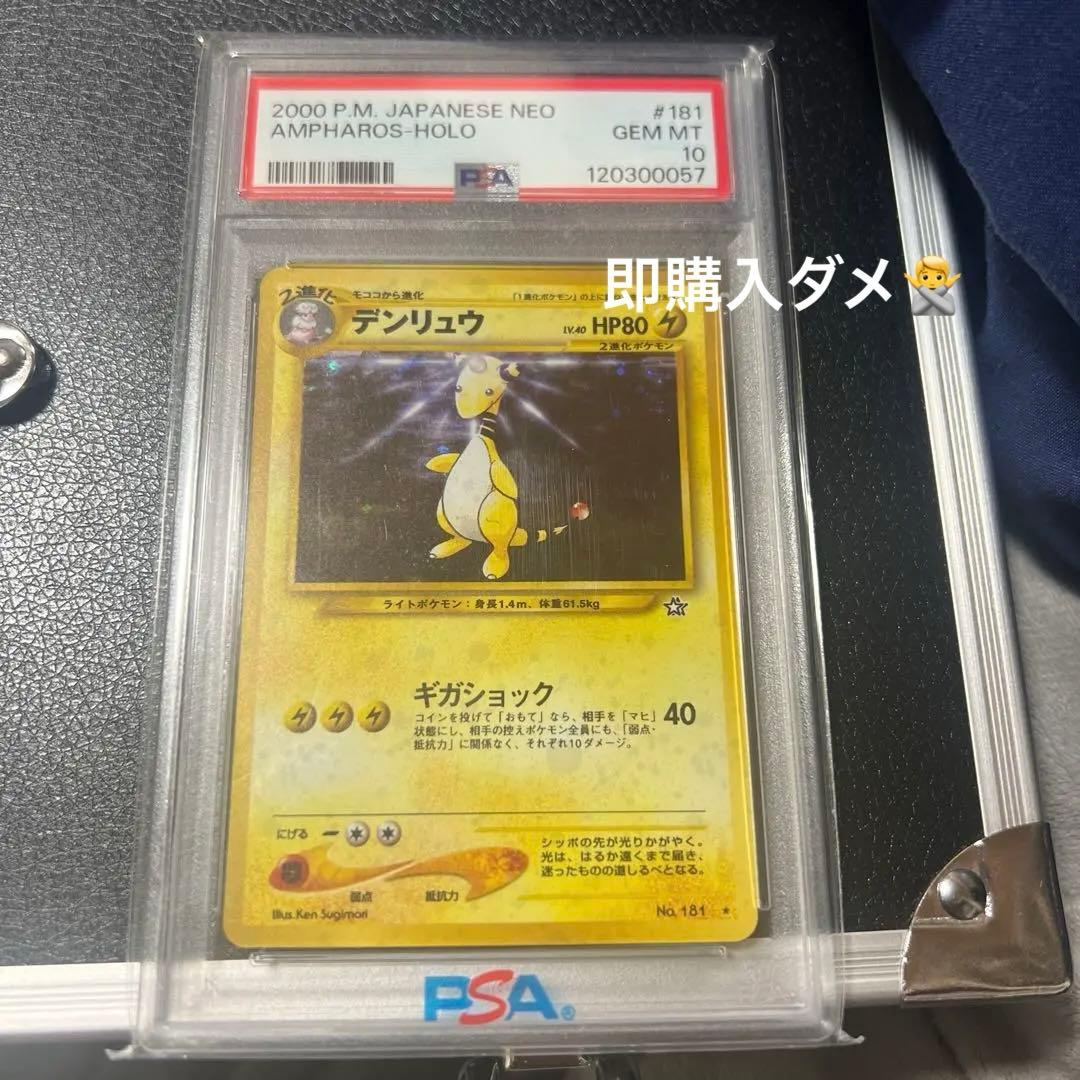 2000 P.M. JAPANESE NEO #181
AMPHAROS-HOLO GEM MT
10
PSA 120300057
即購入ダメ🙅
2進化 モココから進化 「1進化ポケモン」の上に
デンリュウ LV.40 HP80
2進化ポケモン
ライトポケモン:身長1.4m、体重61.5kg
ギガショック
コインを投げて「おもて」なら、相手を「マヒ」
状態にし、相手の控えポケモン全員にも、「弱点・
抵抗力」に関係なく、それぞれ10ダメージ。
40
にげる
弱点 抵抗力
シッポの先が光りかがやく。
光は、はるか遠くまで届き、
迷ったものの道しるべとなる。
Illus. Ken Sugimori No. 181 ★
PSA®